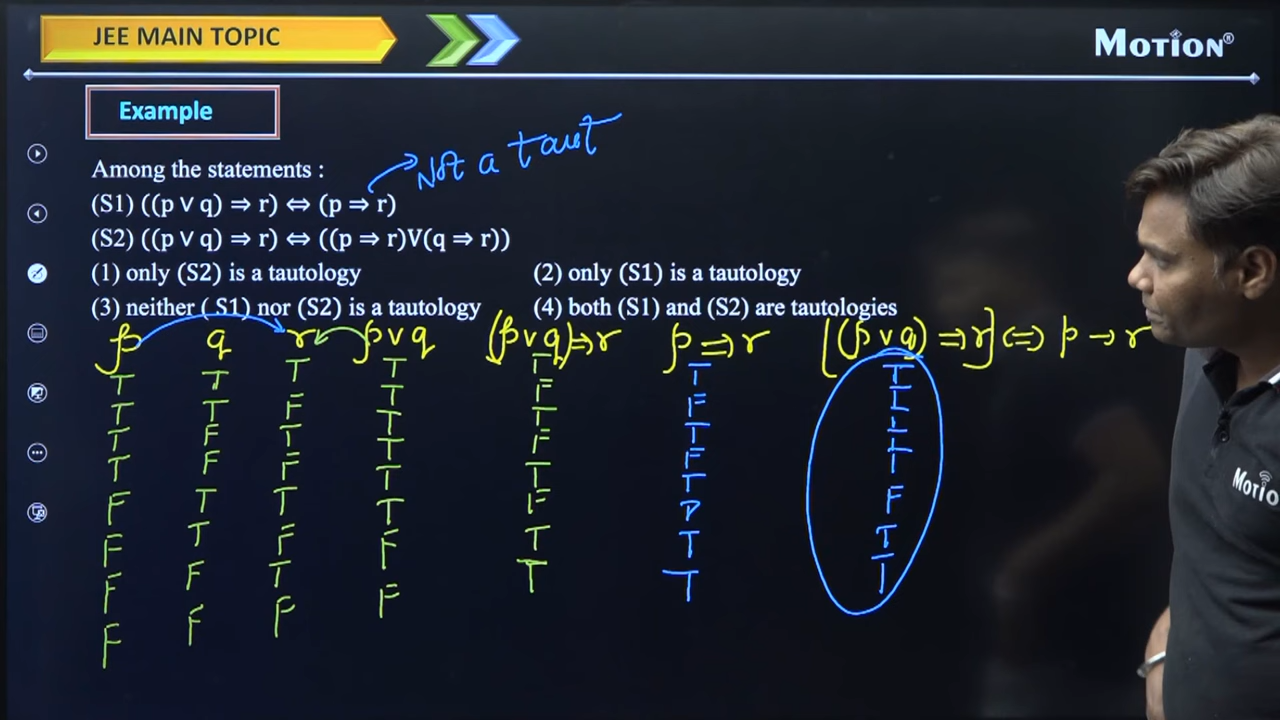 JEE MAIN TOPIC
MOTION®
Example
Among the statements :
Not a taut
(S1) ((p ∨ q) ⇒ r) ⇔ (p ⇒ r)
(S2) ((p ∨ q) ⇒ r) ⇔ ((p ⇒ r)V(q ⇒ r))
(1) only (S2) is a tautology (2) only (S1) is a tautology
(3) neither ( S1) nor (S2) is a tautology (4) both (S1) and (S2) are tautologies
p q r p∨q (p∨q)⇒r p⇒r [(p∨q)⇒r]⇔p→r
T T T T T T T
T T F T F F T
T F T T T T T
T F F T F F T
F T T T T T
F T F T F F
F F T F T T T
F F F F T T T
Motio